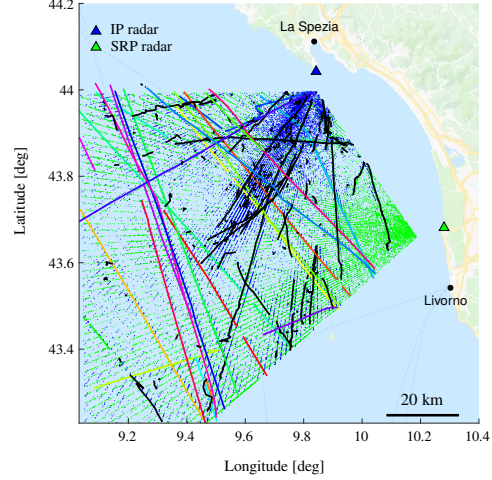 44.2
44
43.8
43.6
43.4
Latitude [deg]
IP radar
SRP radar
La Spezia
Livorno
20 km
9.2
9.4
9.6
9.8
10
10.2
10.4
Longitude [deg]